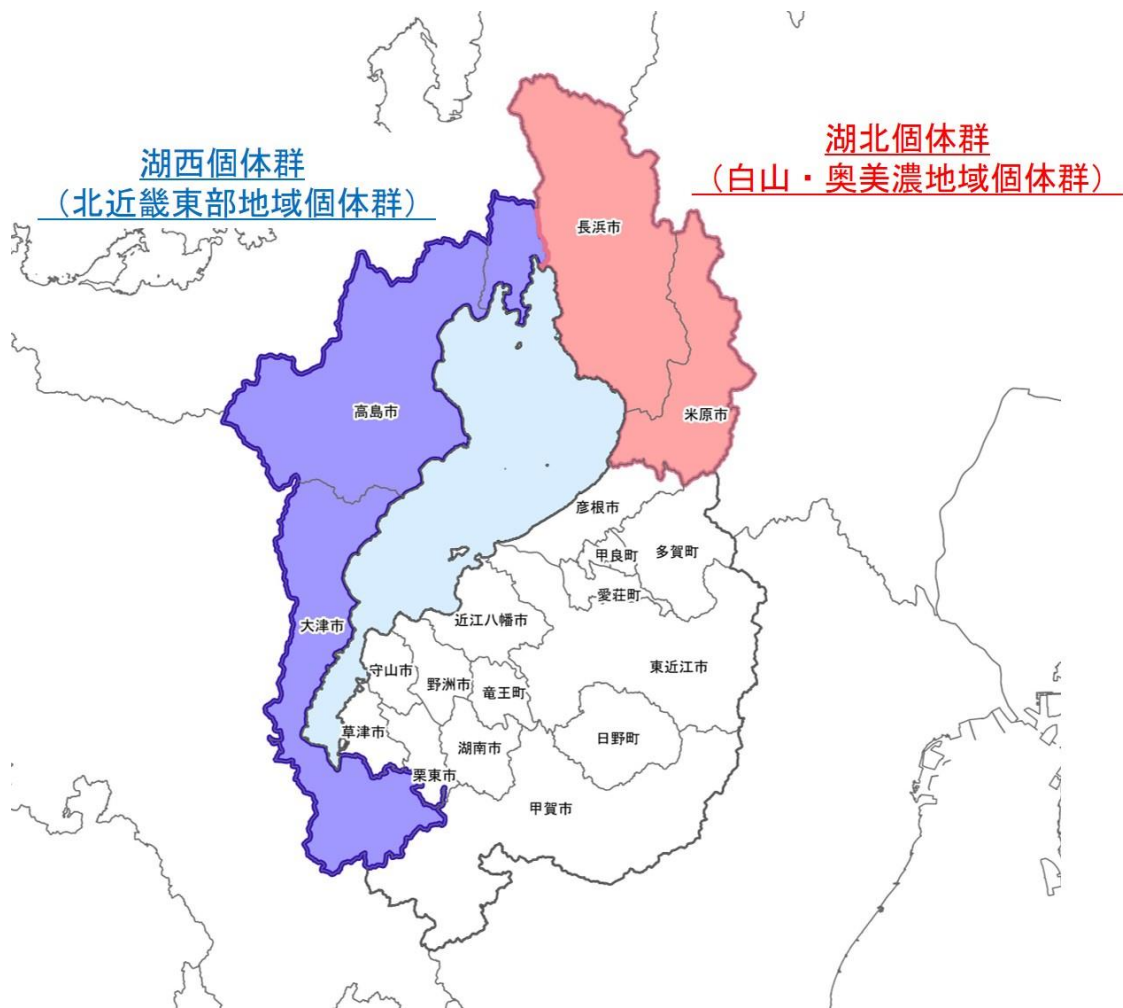 湖北個体群
（白山・奥美濃地域個体群）
湖西個体群
（北近畿東部地域個体群）
長浜市
高島市
米原市
彦根市
甲良町
多賀町
愛荘町
近江八幡市
大津市
東近江市
守山市
野洲市
竜王町
草津市
湖南市
日野町
栗東市
甲賀市